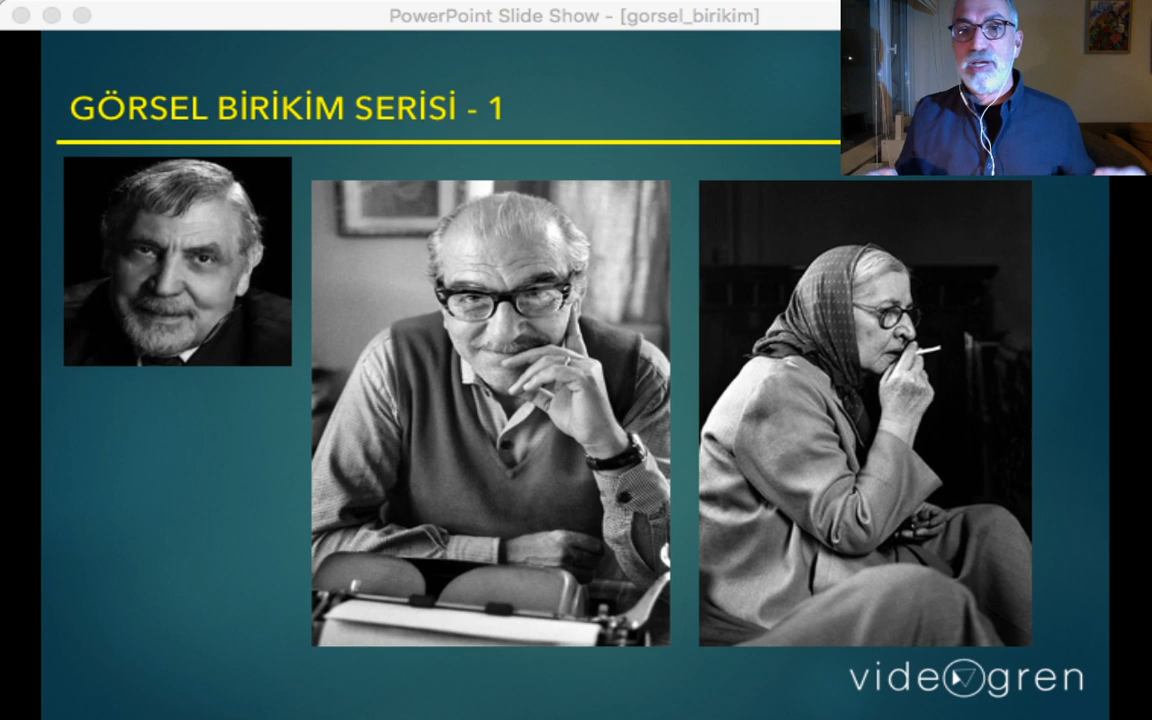 PowerPoint Slide Show - [gorsel_birikim]
GÖRSEL BİRİKİM SERİSİ - 1
videogren